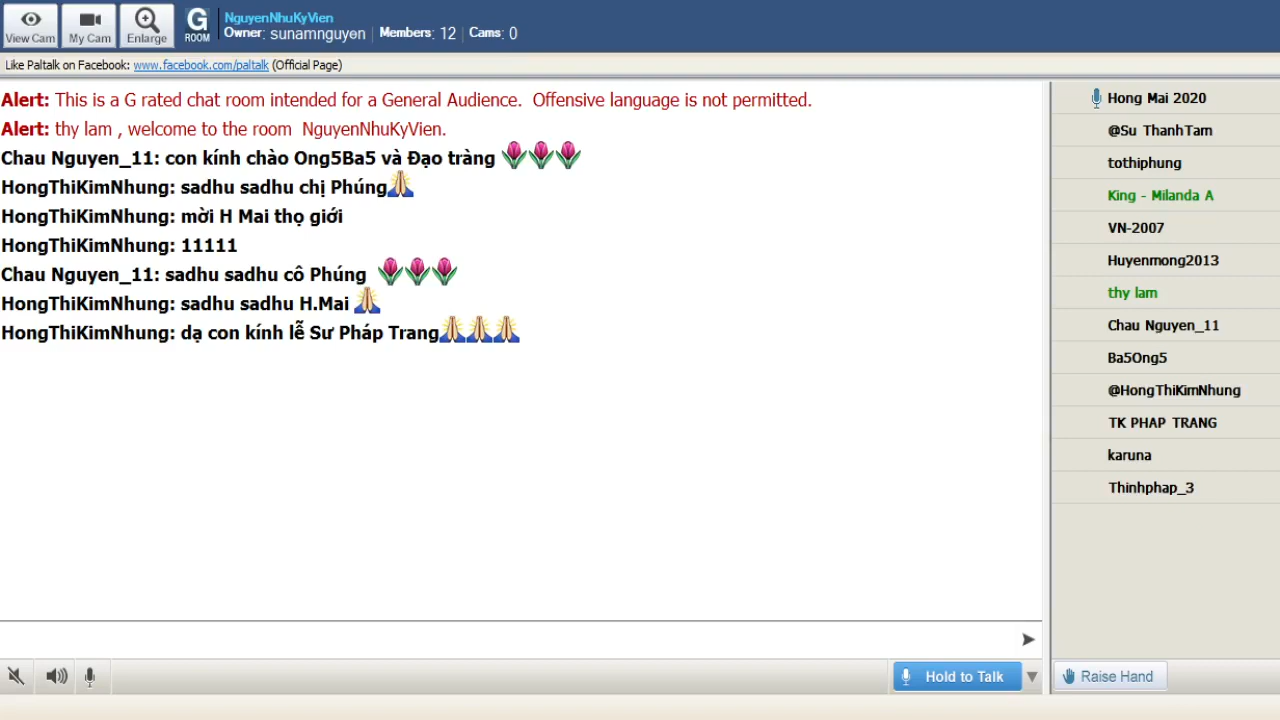 View Cam
My Cam
Enlarge
G
ROOM
NguyenNhuKyVien
Owner: sunamnguyen | Members: 12 | Cams: 0
Like Paltalk on Facebook: www.facebook.com/paltalk (Official Page)
Alert: This is a G rated chat room intended for a General Audience. Offensive language is not permitted.
Alert: thy lam , welcome to the room NguyenNhuKyVien.
Chau Nguyen_11: con kính chào Ong5Ba5 và Đạo tràng
HongThiKimNhung: sadhu sadhu chị Phúng
HongThiKimNhung: mời H Mai thọ giới
HongThiKimNhung: 11111
Chau Nguyen_11: sadhu sadhu cô Phúng
HongThiKimNhung: sadhu sadhu H.Mai
HongThiKimNhung: dạ con kính lễ Sư Pháp Trang
Hong Mai 2020
@Su ThanhTam
tothiphung
King - Milanda A
VN-2007
Huyenmong2013
thy lam
Chau Nguyen_11
Ba5Ong5
@HongThiKimNhung
TK PHAP TRANG
karuna
Thinhphap_3
Hold to Talk
Raise Hand